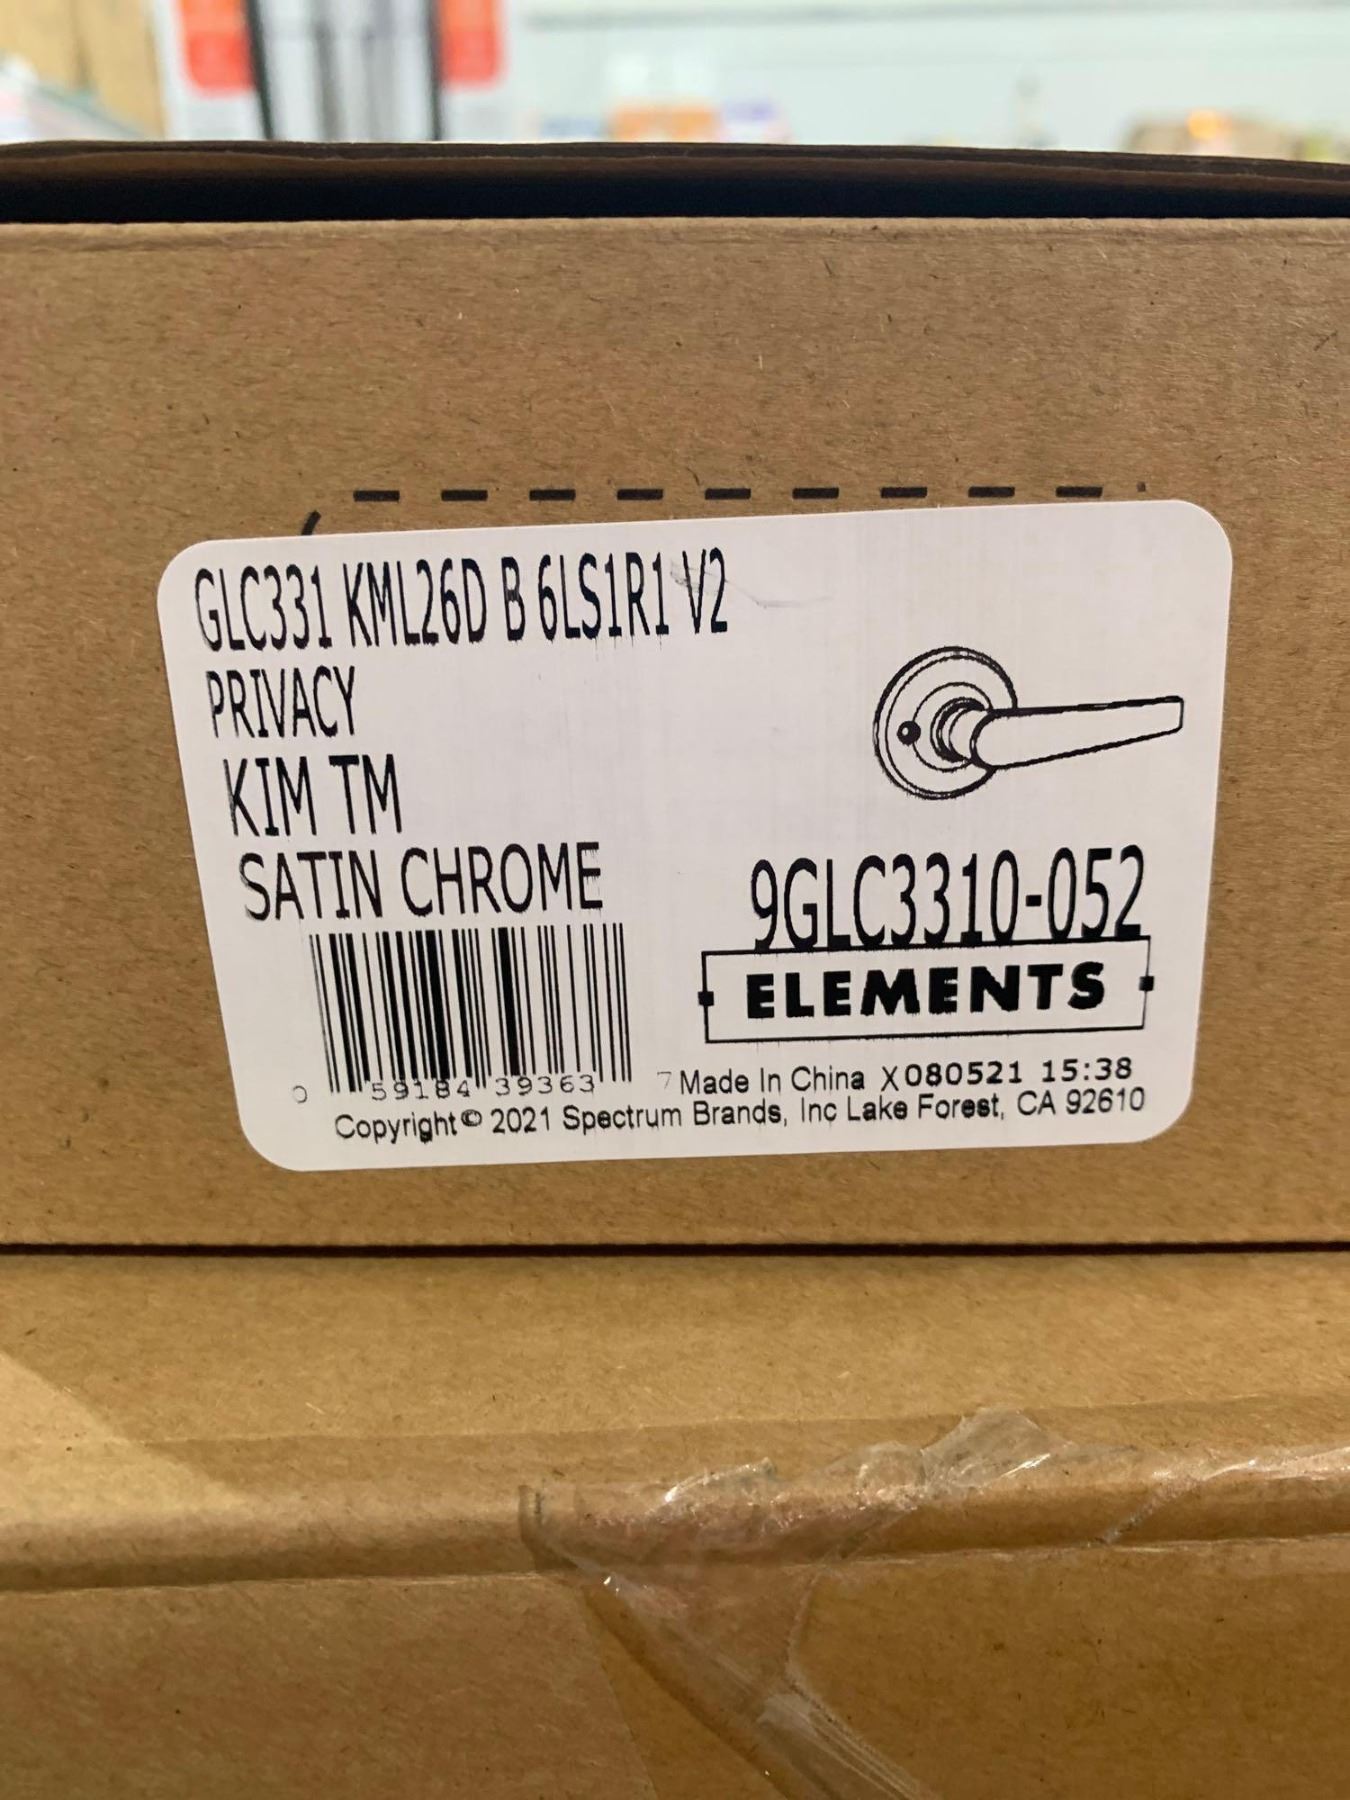 GLC331 KML26D B 6LS1R1 V2
PRIVACY
KIM TM
SATIN CHROME
9GLC3310-052
ELEMENTS
0 59184 39363 7
Made In China X080521 15:38
Copyright © 2021 Spectrum Brands, Inc Lake Forest, CA 92610